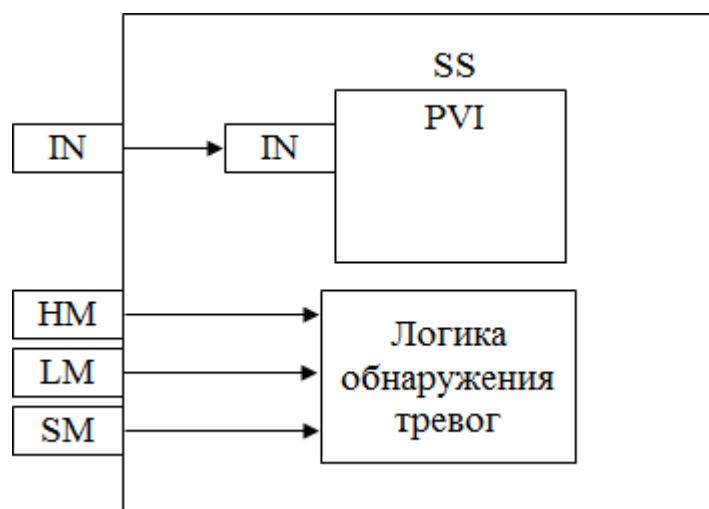 SS
PVI
IN
IN
HM
LM
SM
Логика
обнаружения
тревог